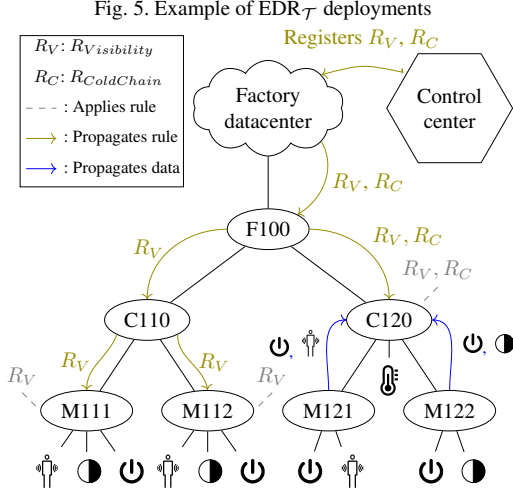 Fig. 5. Example of EDR𝒯 deployments
Registers R_V, R_C
R_V: R_Visibility
R_C: R_ColdChain
: Applies rule
: Propagates rule
: Propagates data
Factory
datacenter
Control
center
R_V, R_C
F100
R_V
R_V, R_C
R_V, R_C
C110
C120
R_V
R_V
,
,
R_V
R_V
M111
M112
M121
M122